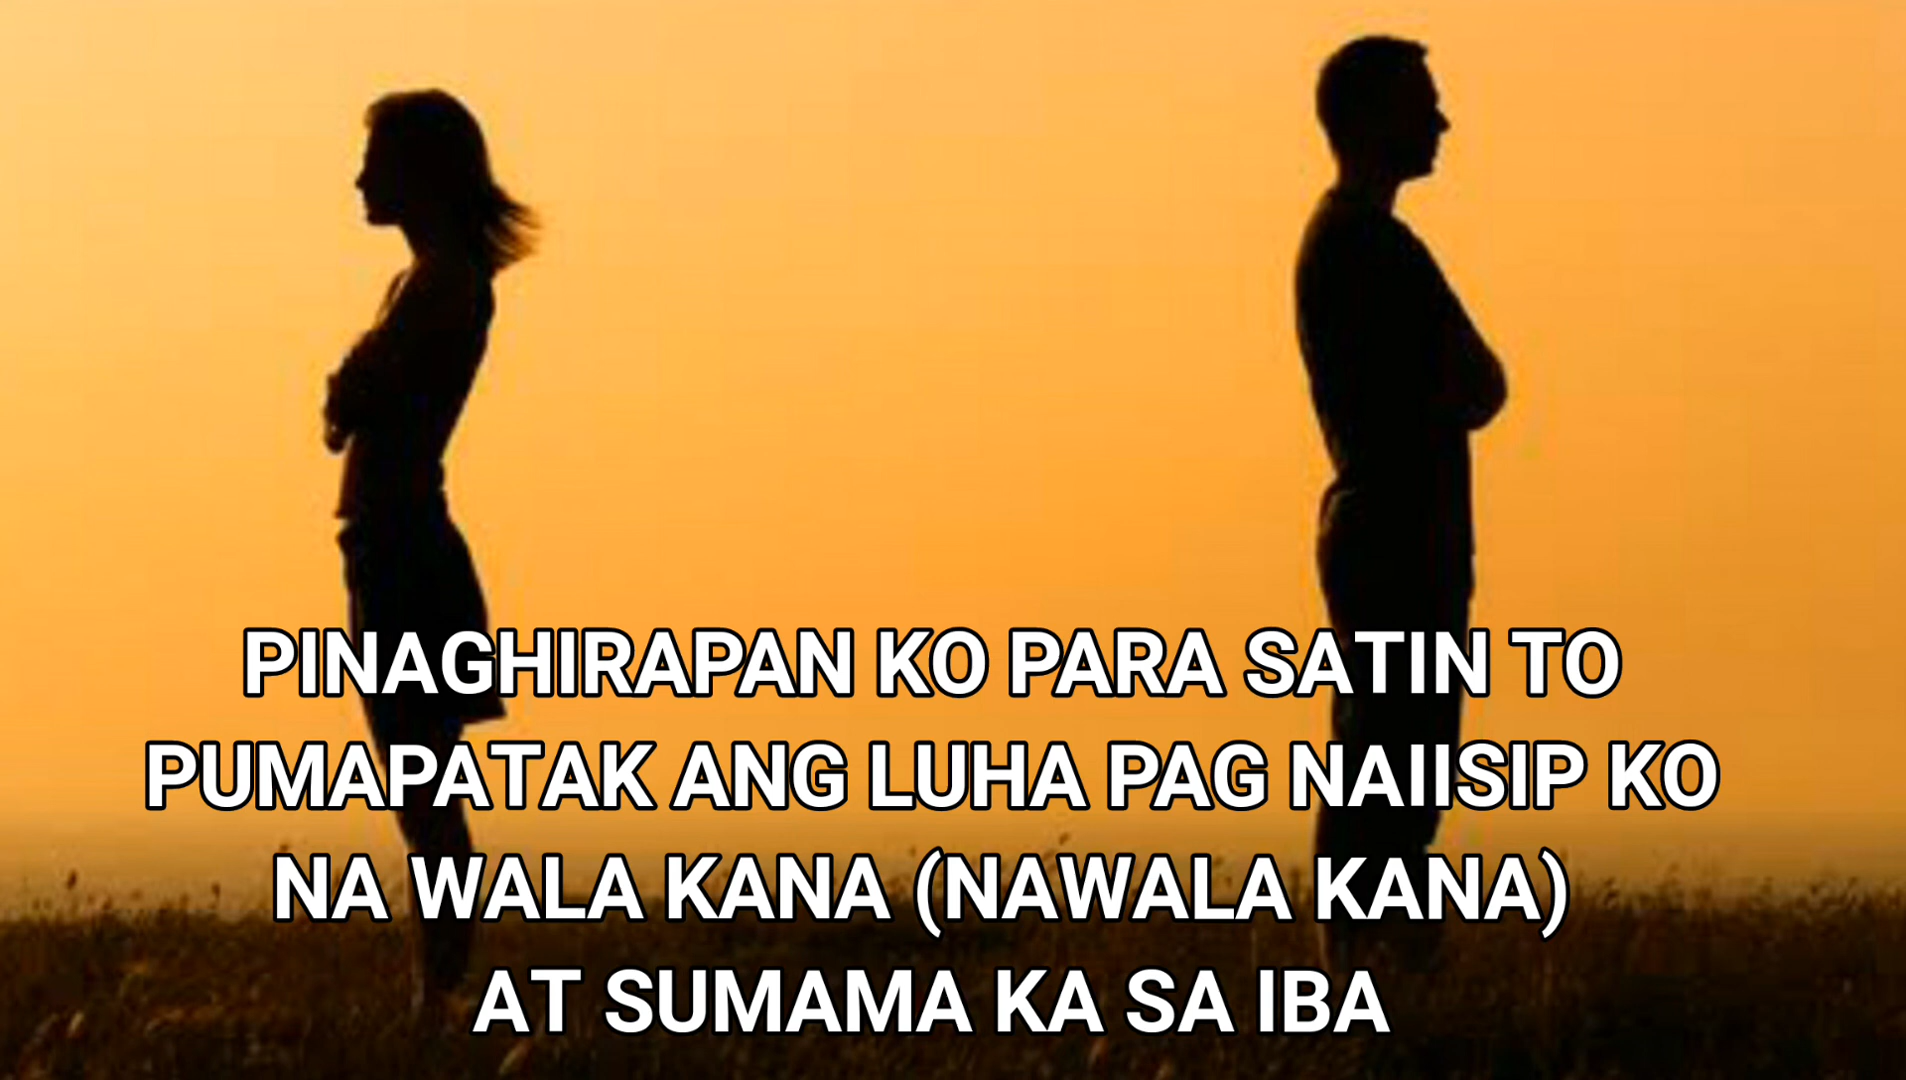 PINAGHIRAPAN KO PARA SATIN TO
PUMAPATAK ANG LUHA PAG NAIISIP KO
NA WALA KANA (NAWALA KANA)
AT SUMAMA KA SA IBA